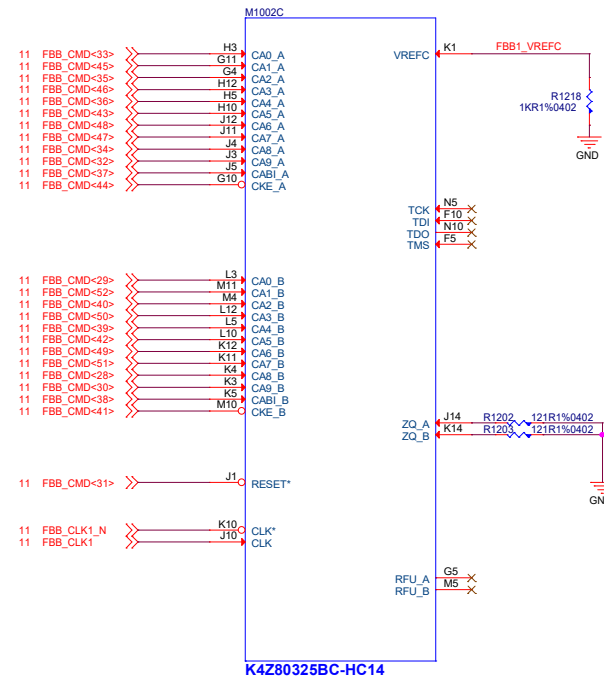 M1002C
11 FBB_CMD<33> H3 CA0_A
11 FBB_CMD<45> G11 CA1_A
11 FBB_CMD<35> G4 CA2_A
11 FBB_CMD<46> H12 CA3_A
11 FBB_CMD<36> H5 CA4_A
11 FBB_CMD<43> H10 CA5_A
11 FBB_CMD<48> J12 CA6_A
11 FBB_CMD<47> J11 CA7_A
11 FBB_CMD<34> J4 CA8_A
11 FBB_CMD<32> J3 CA9_A
11 FBB_CMD<37> J5 CABI_A
11 FBB_CMD<44> G10 CKE_A
VREFC K1 FBB1_VREFC
R1218
1KR1%0402
GND
TCK N5
TDI F10
TDO N10
TMS F5
11 FBB_CMD<29> L3 CA0_B
11 FBB_CMD<52> M11 CA1_B
11 FBB_CMD<40> M4 CA2_B
11 FBB_CMD<50> L12 CA3_B
11 FBB_CMD<39> L5 CA4_B
11 FBB_CMD<42> L10 CA5_B
11 FBB_CMD<49> K12 CA6_B
11 FBB_CMD<51> K11 CA7_B
11 FBB_CMD<28> K4 CA8_B
11 FBB_CMD<30> K3 CA9_B
11 FBB_CMD<38> K5 CABI_B
11 FBB_CMD<41> M10 CKE_B
ZQ_A J14 R1202 121R1%0402
ZQ_B K14 R1203 121R1%0402
GN
11 FBB_CMD<31> J1 RESET*
11 FBB_CLK1_N K10 CLK*
11 FBB_CLK1 J10 CLK
RFU_A G5
RFU_B M5
K4Z80325BC-HC14